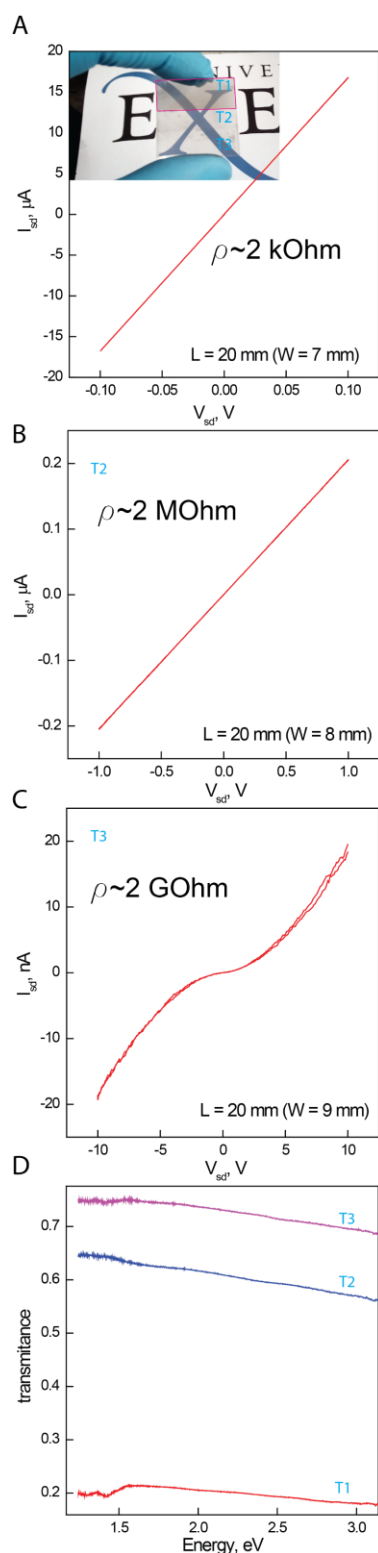 A
20
15
10
5
0
-5
-10
-15
-20
I_sd, μA
NIVE
EXE
T1
T2
T3
ρ~2 kOhm
L = 20 mm (W = 7 mm)
-0.10 -0.05 0.00 0.05 0.10
V_sd, V
B
T2
0.2
0.1
0.0
-0.1
-0.2
I_sd, μA
ρ~2 MOhm
L = 20 mm (W = 8 mm)
-1.0 -0.5 0.0 0.5 1.0
V_sd, V
C
T3
20
10
0
-10
-20
I_sd, nA
ρ~2 GOhm
L = 20 mm (W = 9 mm)
-10 -5 0 5 10
V_sd, V
D
0.7
0.6
0.5
0.4
0.3
0.2
transmitance
T3
T2
T1
1.5 2.0 2.5 3.0
Energy, eV